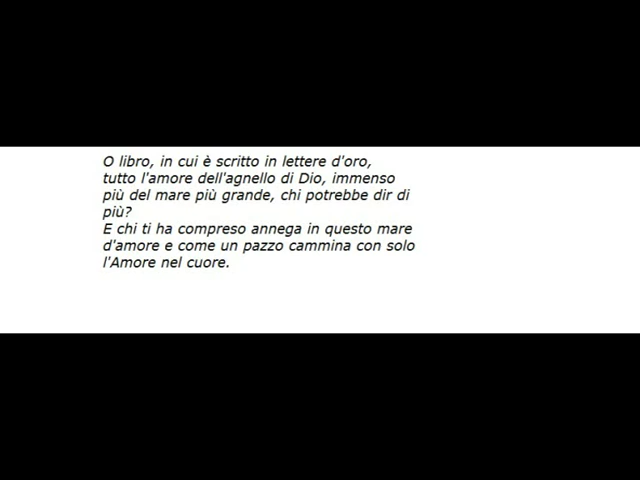 O libro, in cui è scritto in lettere d'oro,
tutto l'amore dell'agnello di Dio, immenso
più del mare più grande, chi potrebbe dir di
più?
E chi ti ha compreso annega in questo mare
d'amore e come un pazzo cammina con solo
l'Amore nel cuore.